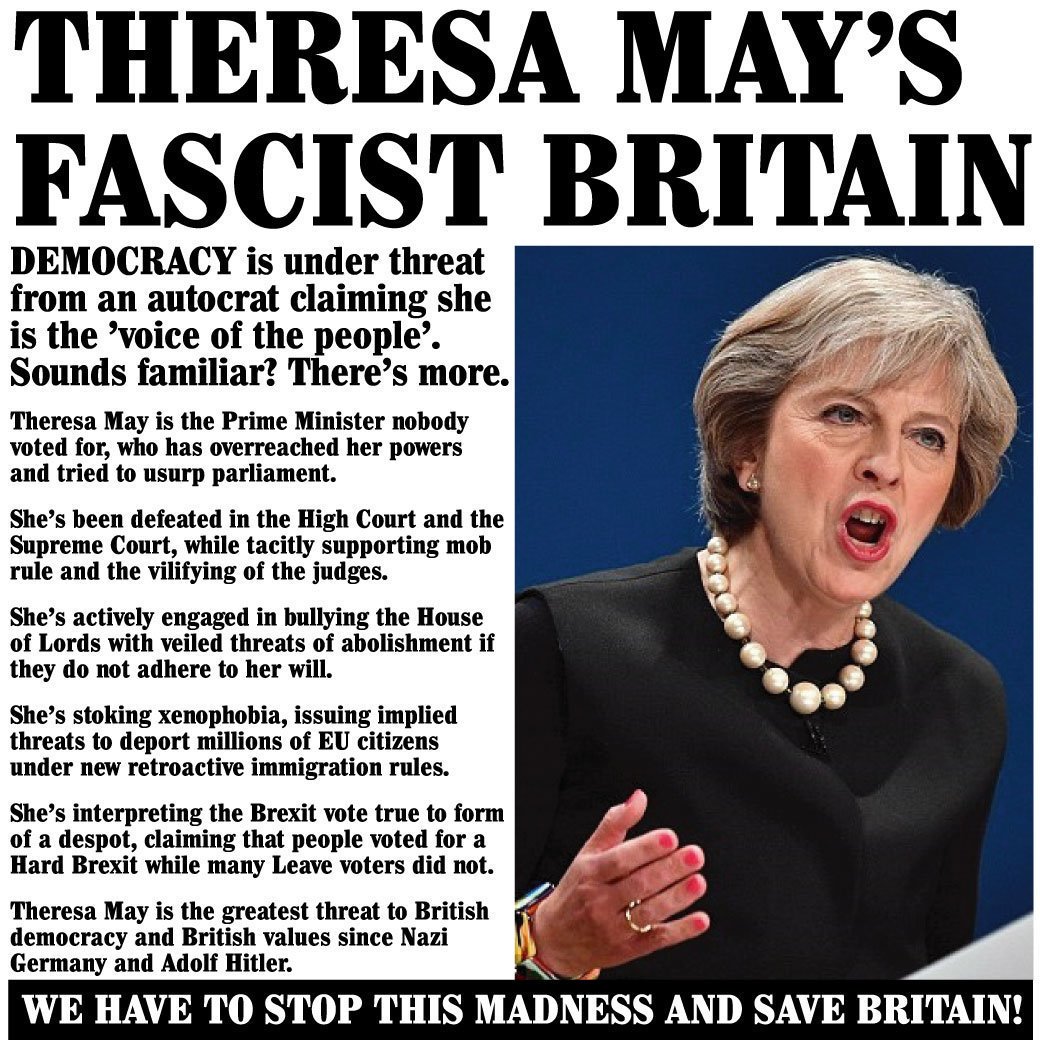 THERESA MAY’S
FASCIST BRITAIN
DEMOCRACY is under threat
from an autocrat claiming she
is the ’voice of the people’.
Sounds familiar? There’s more.
Theresa May is the Prime Minister nobody
voted for, who has overreached her powers
and tried to usurp parliament.
She’s been defeated in the High Court and the
Supreme Court, while tacitly supporting mob
rule and the vilifying of the judges.
She’s actively engaged in bullying the House
of Lords with veiled threats of abolishment if
they do not adhere to her will.
She’s stoking xenophobia, issuing implied
threats to deport millions of EU citizens
under new retroactive immigration rules.
She’s interpreting the Brexit vote true to form
of a despot, claiming that people voted for a
Hard Brexit while many Leave voters did not.
Theresa May is the greatest threat to British
democracy and British values since Nazi
Germany and Adolf Hitler.
WE HAVE TO STOP THIS MADNESS AND SAVE BRITAIN!